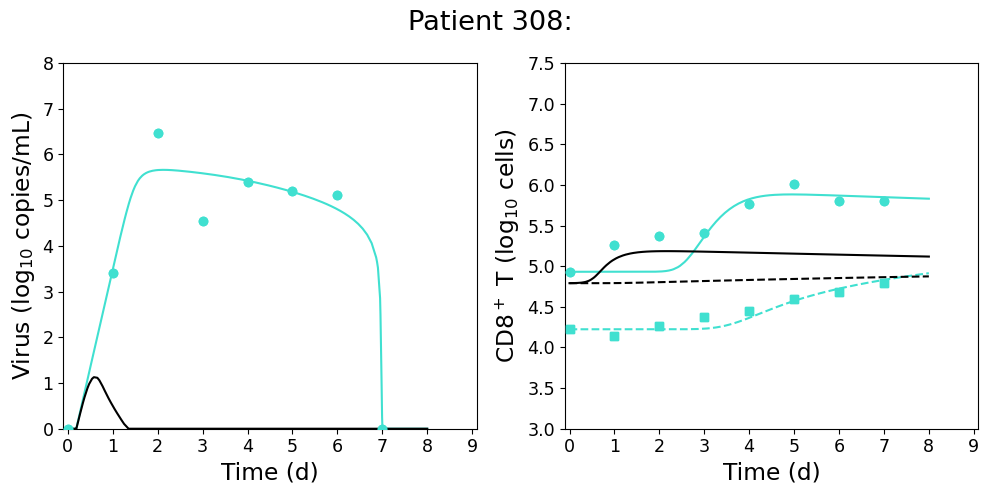 Patient 308:
Virus (log₁₀ copies/mL)
8
7
6
5
4
3
2
1
0
0 1 2 3 4 5 6 7 8 9
Time (d)
CD8⁺ T (log₁₀ cells)
7.5
7.0
6.5
6.0
5.5
5.0
4.5
4.0
3.5
3.0
0 1 2 3 4 5 6 7 8 9
Time (d)